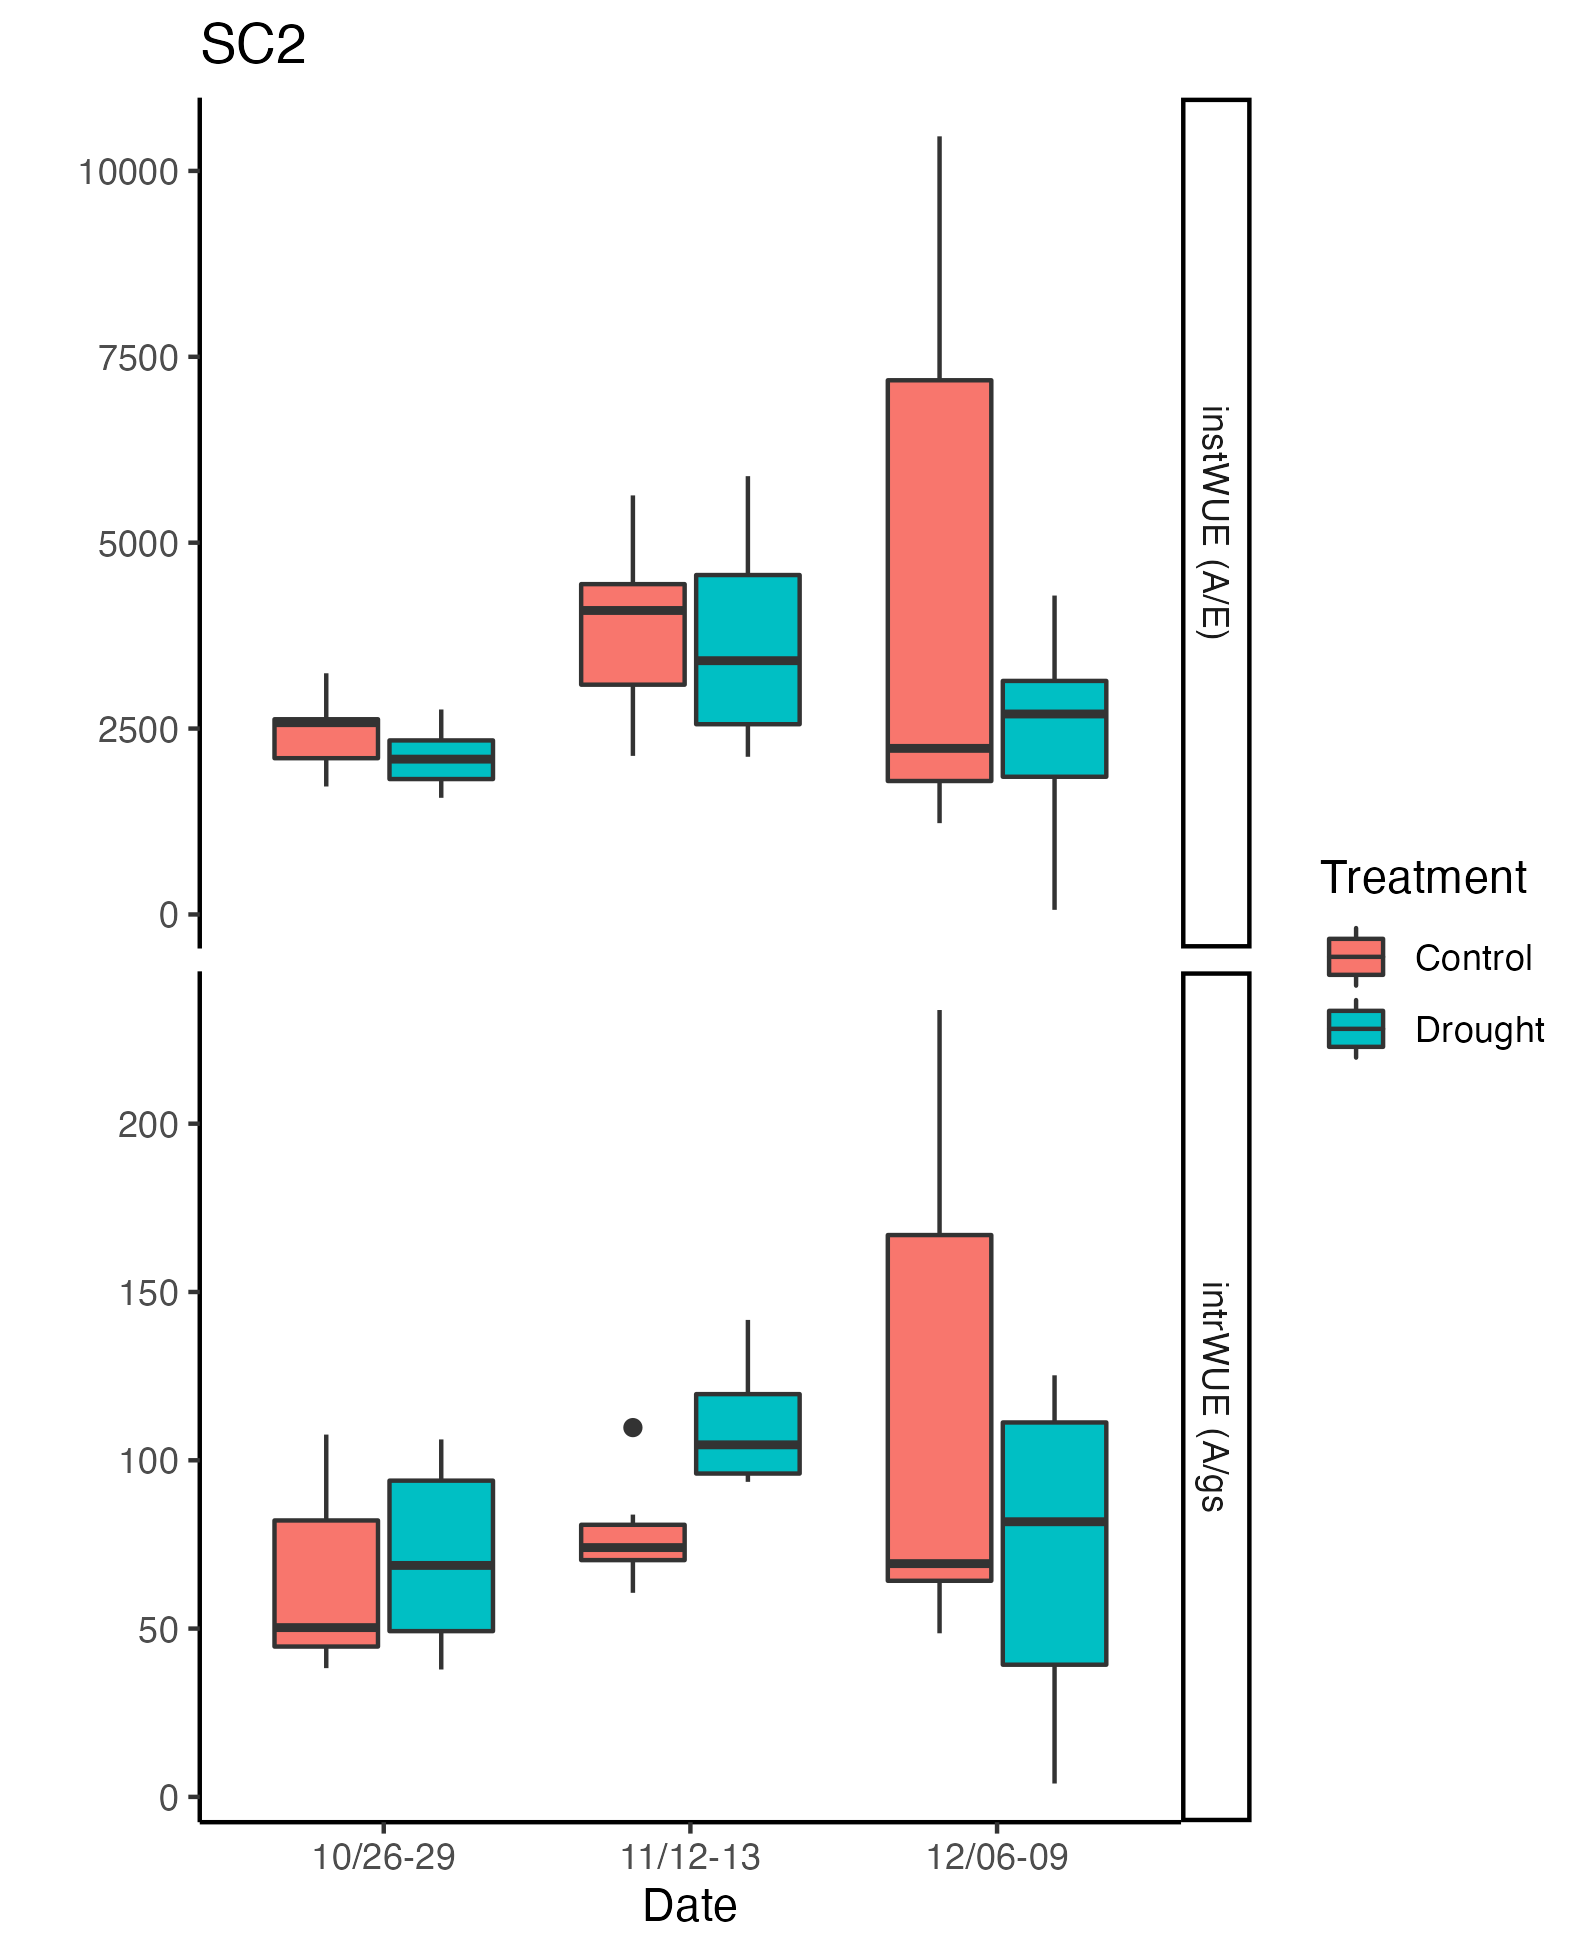 SC2
10000
7500
5000
2500
0
instWUE (A/E)
200
150
100
50
0
intrWUE (A/gs
10/26-29
11/12-13
12/06-09
Date
Treatment
Control
Drought